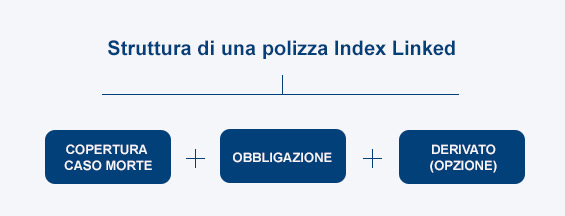 Struttura di una polizza Index Linked
COPERTURA
CASO MORTE
+
OBBLIGAZIONE
+
DERIVATO
(OPZIONE)